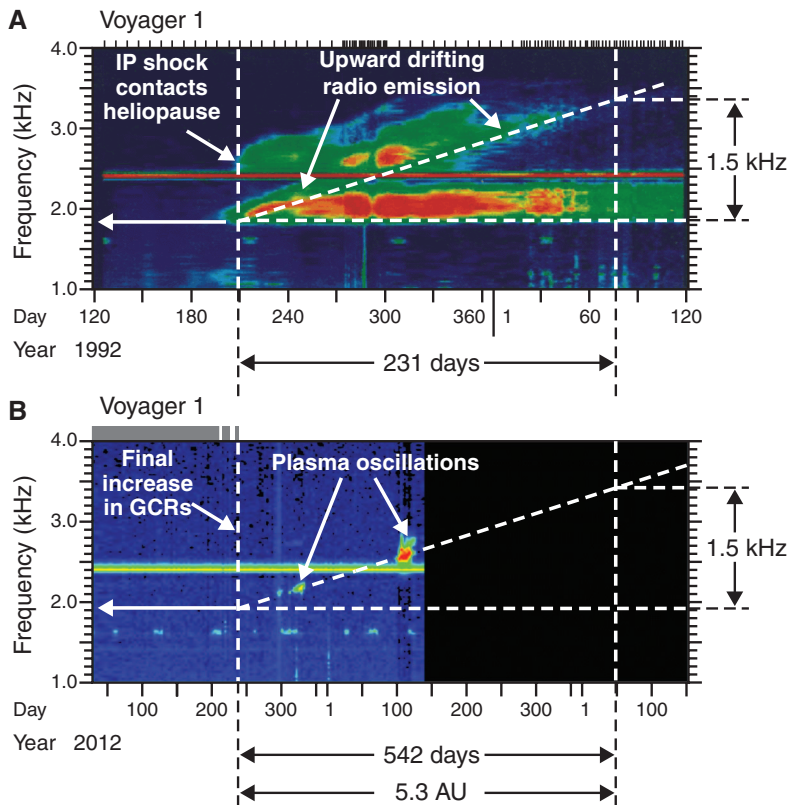 A
Voyager 1
Frequency (kHz)
4.0
3.0
2.0
1.0
IP shock
contacts
heliopause
Upward drifting
radio emission
1.5 kHz
Day
120
180
240
300
360
1
60
120
Year 1992
231 days
B
Voyager 1
Frequency (kHz)
4.0
3.0
2.0
1.0
Final
increase
in GCRs
Plasma oscillations
1.5 kHz
Day
100
200
300
1
100
200
300
1
100
Year 2012
542 days
5.3 AU